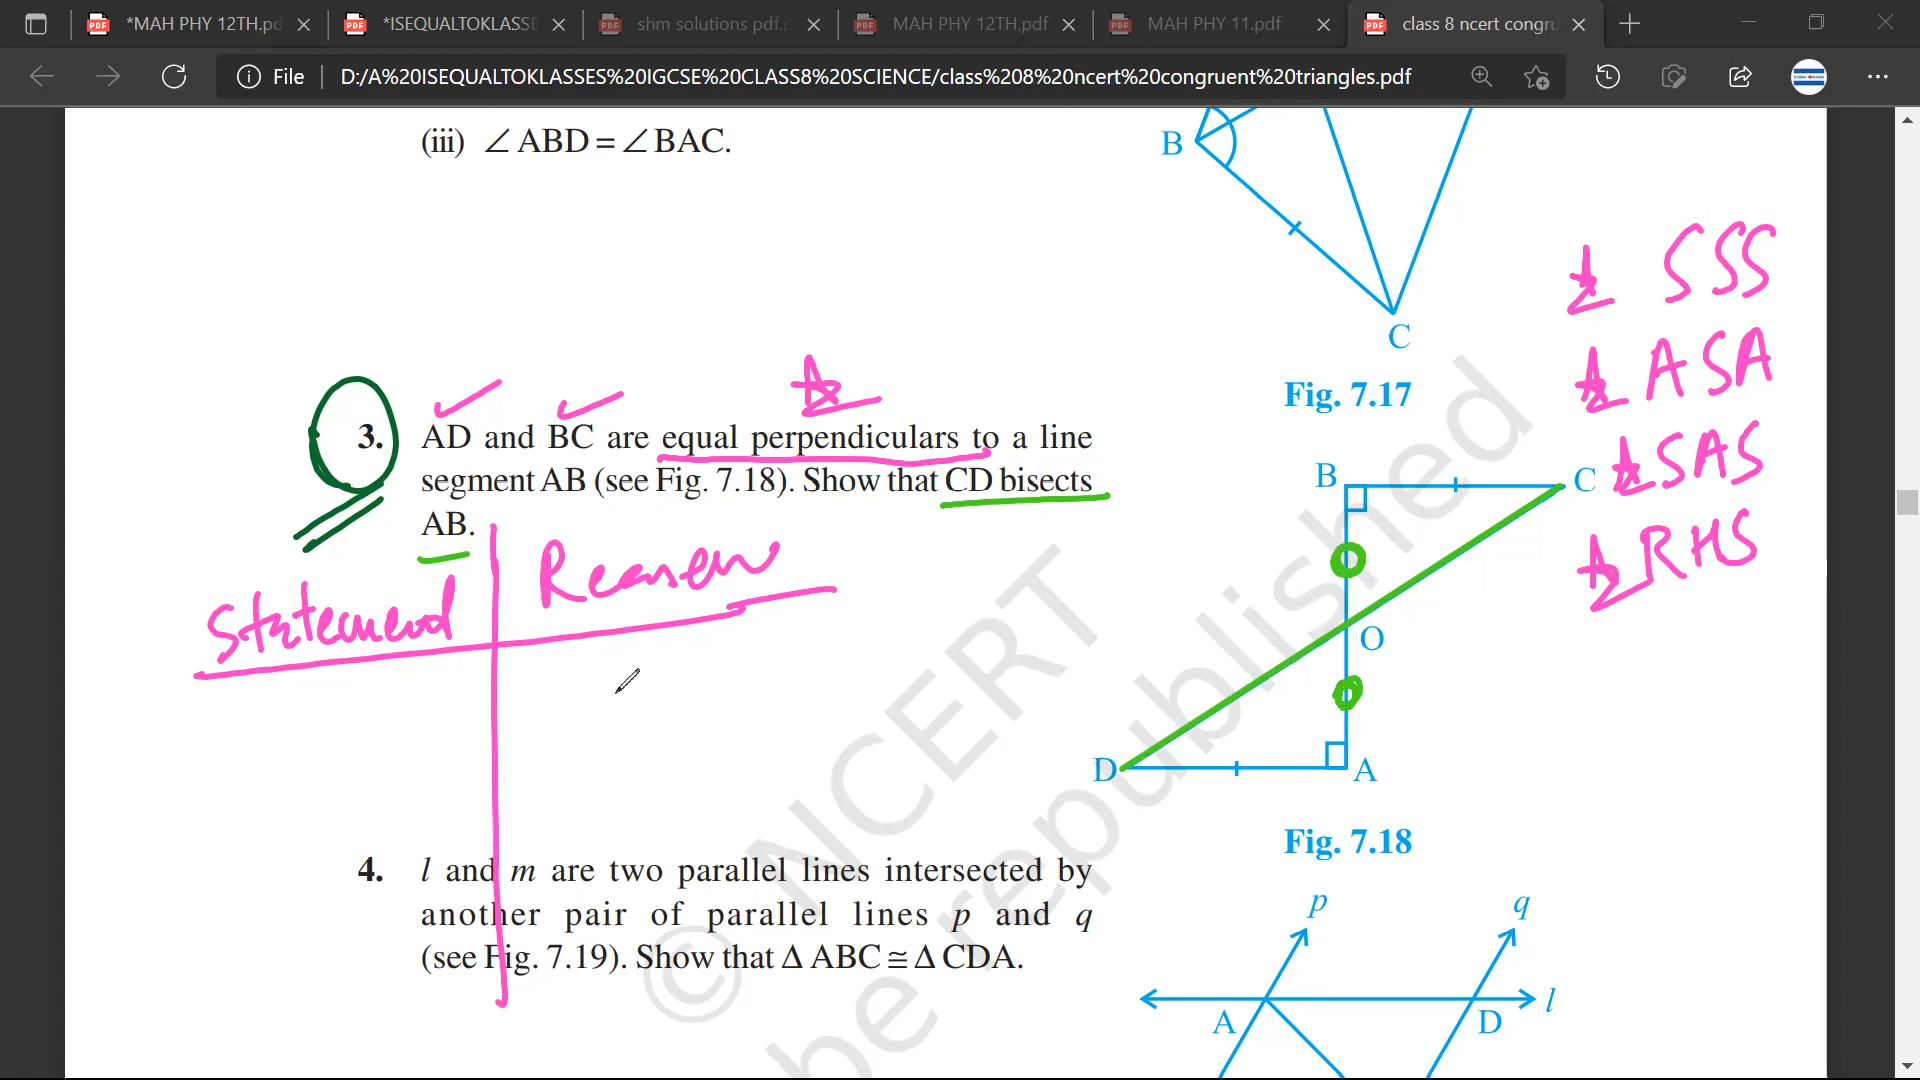 *MAH PHY 12TH.pd
*ISEQUALTOKLASSE
shm solutions pdf.p
MAH PHY 12TH.pdf
MAH PHY 11.pdf
class 8 ncert congru
File
D:/A%20ISEQUALTOKLASSES%20IGCSE%20CLASS8%20SCIENCE/class%208%20ncert%20congruent%20triangles.pdf
(iii) ∠ ABD = ∠ BAC.
B
C
Fig. 7.17
SSS
ASA
SAS
RHS
3. AD and BC are equal perpendiculars to a line
segment AB (see Fig. 7.18). Show that CD bisects
AB.
Statement
Reason
B
C
O
D
A
Fig. 7.18
4. l and m are two parallel lines intersected by
another pair of parallel lines p and q
(see Fig. 7.19). Show that Δ ABC ≅ Δ CDA.
p
q
l
A
D
© NCERT
be republished